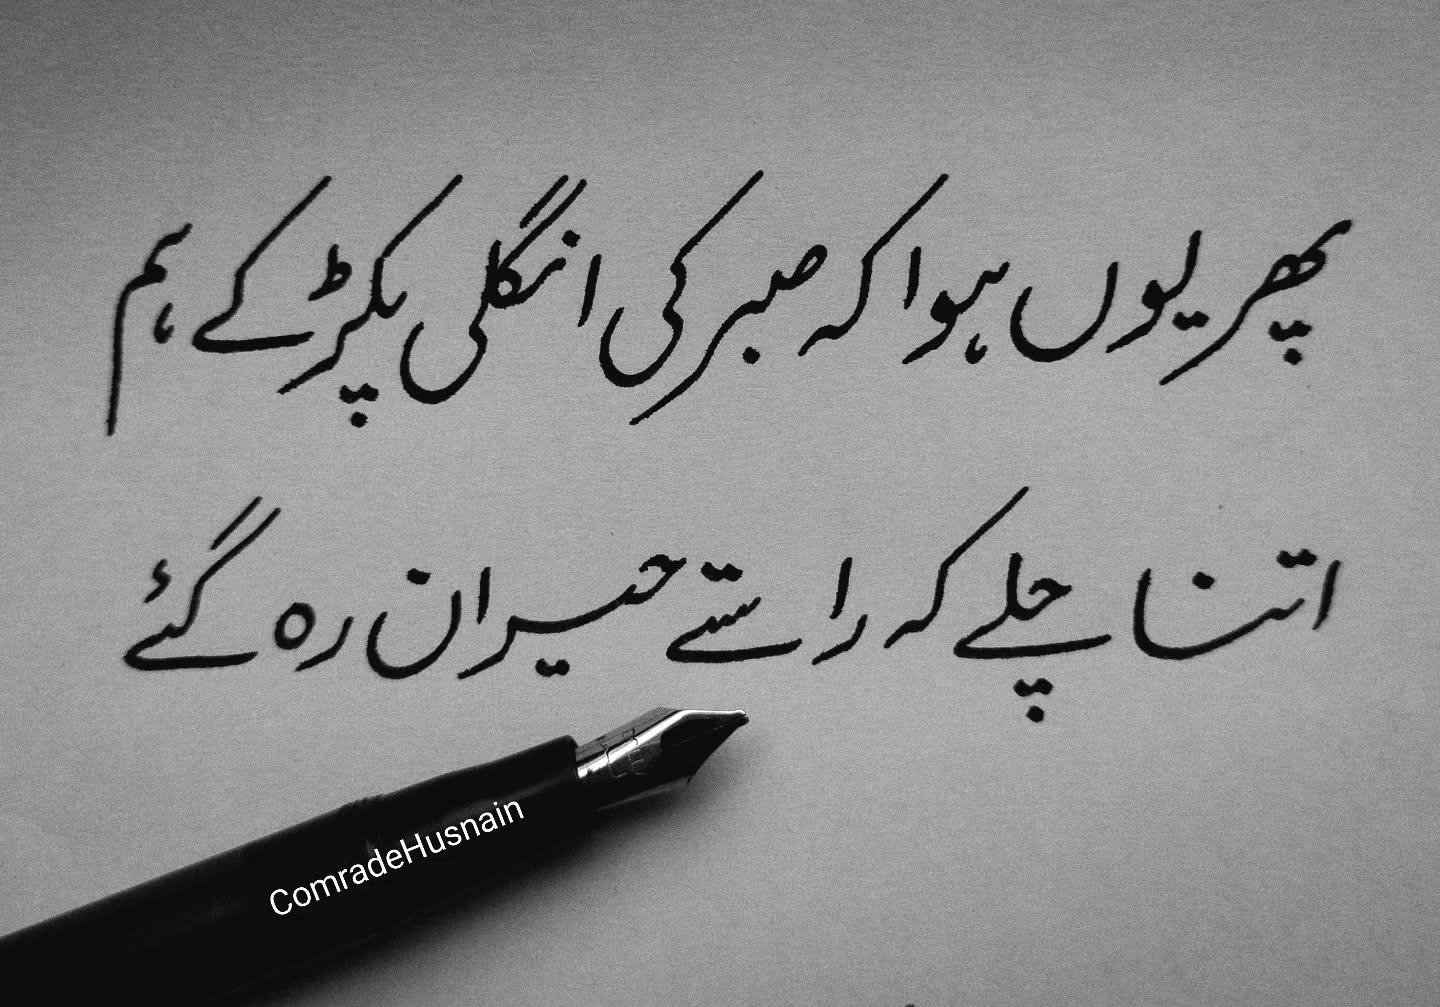 پھر یوں ہوا کہ صبر کی انگلی پکڑ کے ہم
اتنا چلے کہ راستے حیران رہ گئے
ComradeHusnain